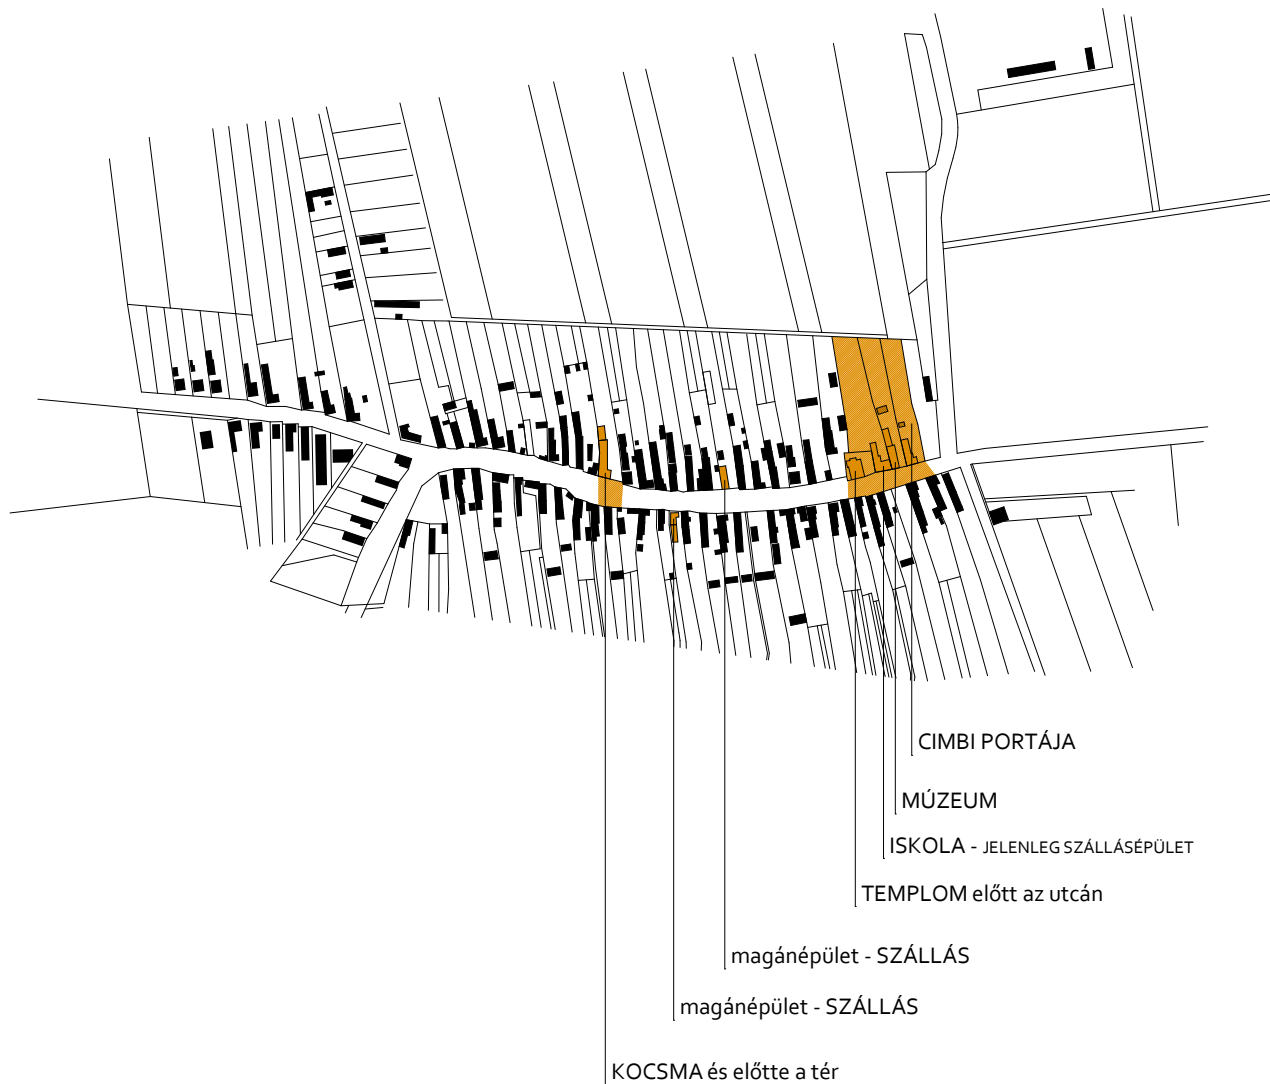 CIMBI PORTÁJA
MÚZEUM
ISKOLA - JELENLEG SZÁLLÁSÉPÜLET
TEMPLOM előtt az utcán
magánépület - SZÁLLÁS
magánépület - SZÁLLÁS
KOCSMA és előtte a tér